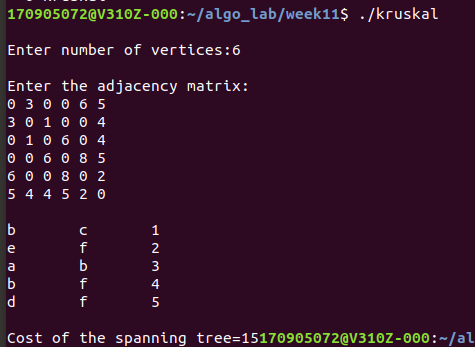 170905072@V310Z-000:~/algo_lab/week11$ ./kruskal
Enter number of vertices:6
Enter the adjacency matrix:
0 3 0 0 6 5
3 0 1 0 0 4
0 1 0 6 0 4
0 0 6 0 8 5
6 0 0 8 0 2
5 4 4 5 2 0
b c 1
e f 2
a b 3
b f 4
d f 5
Cost of the spanning tree=15170905072@V310Z-000:~/al